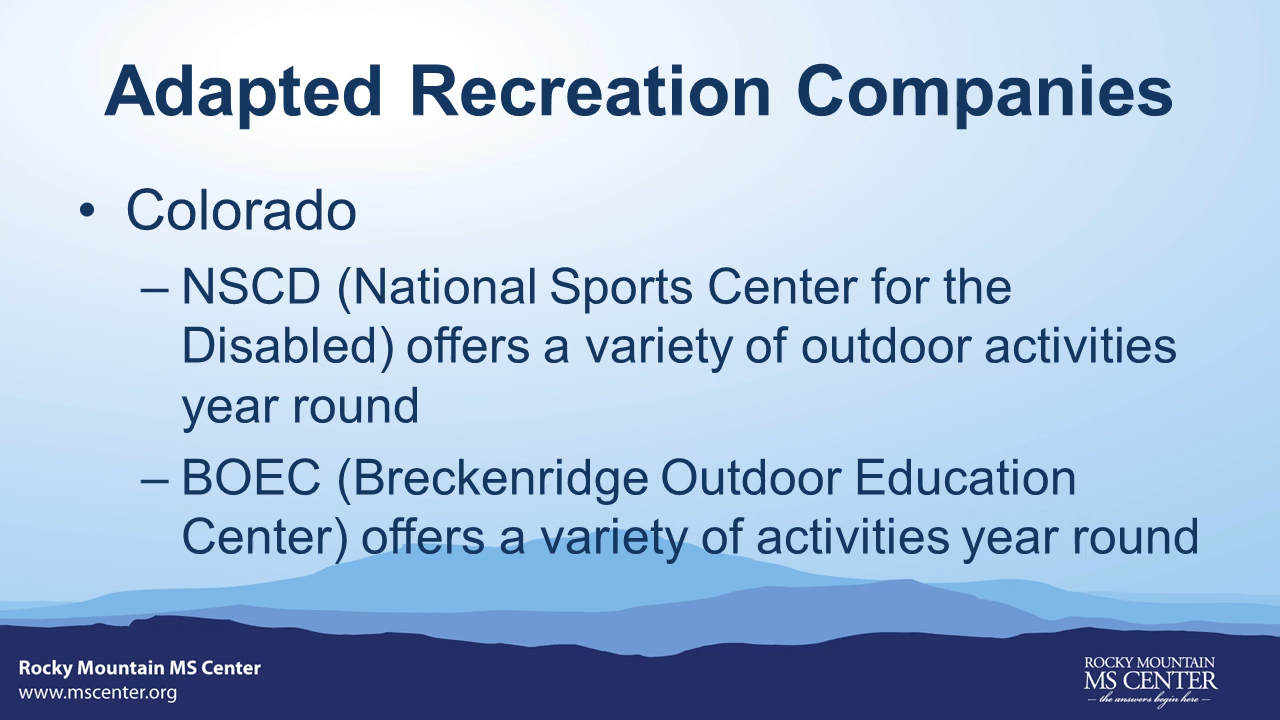 Adapted Recreation Companies
• Colorado
– NSCD (National Sports Center for the
Disabled) offers a variety of outdoor activities
year round
– BOEC (Breckenridge Outdoor Education
Center) offers a variety of activities year round
Rocky Mountain MS Center
www.mscenter.org
ROCKY MOUNTAIN
MS CENTER
— the answers begin here —